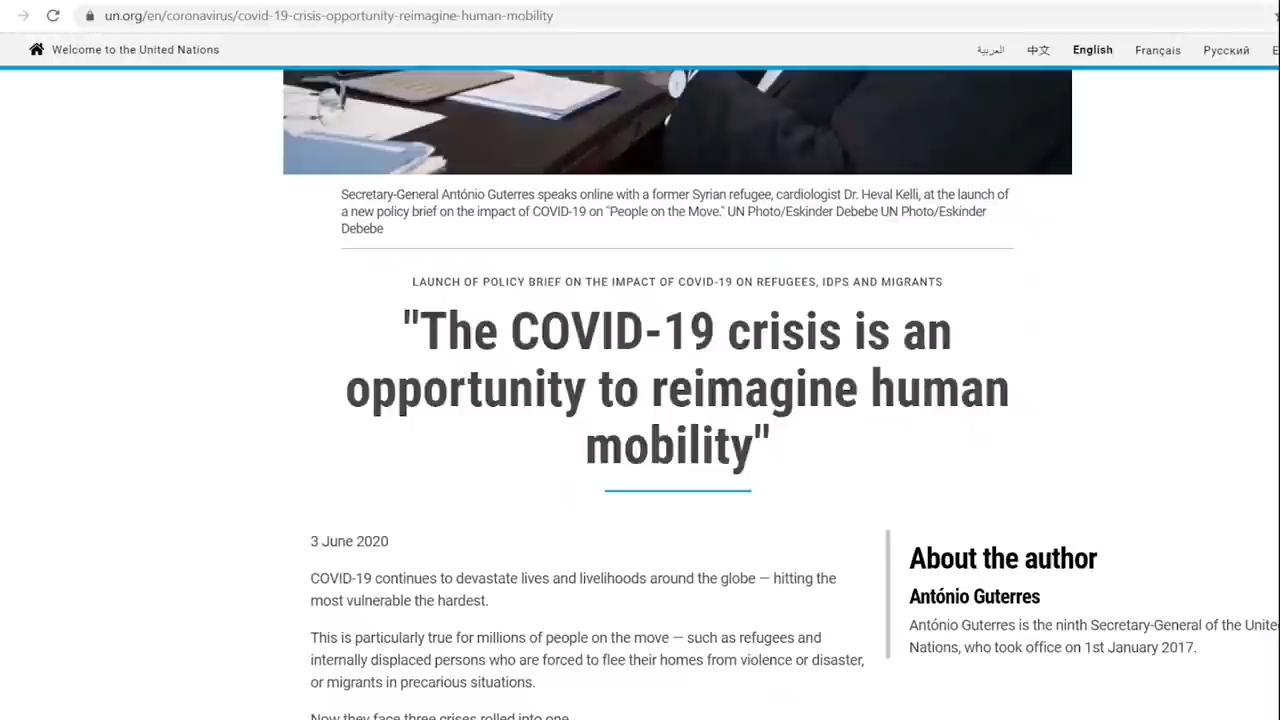 un.org/en/coronavirus/covid-19-crisis-opportunity-reimagine-human-mobility
Welcome to the United Nations
العربية 中文 English Français Русский E
Secretary-General António Guterres speaks online with a former Syrian refugee, cardiologist Dr. Heval Kelli, at the launch of
a new policy brief on the impact of COVID-19 on "People on the Move." UN Photo/Eskinder Debebe UN Photo/Eskinder
Debebe
LAUNCH OF POLICY BRIEF ON THE IMPACT OF COVID-19 ON REFUGEES, IDPS AND MIGRANTS
"The COVID-19 crisis is an
opportunity to reimagine human
mobility"
3 June 2020
COVID-19 continues to devastate lives and livelihoods around the globe — hitting the
most vulnerable the hardest.
This is particularly true for millions of people on the move — such as refugees and
internally displaced persons who are forced to flee their homes from violence or disaster,
or migrants in precarious situations.
Now they face three crises rolled into one.
About the author
António Guterres
António Guterres is the ninth Secretary-General of the Unite
Nations, who took office on 1st January 2017.